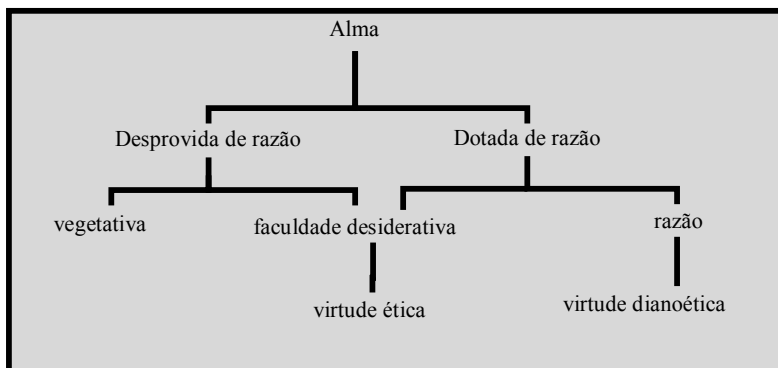 Alma
Desprovida de razão
Dotada de razão
vegetativa
faculdade desiderativa
razão
virtude ética
virtude dianoética